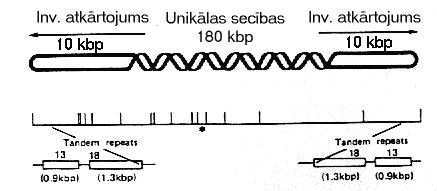 Inv. atkārtojums Unikālas secības Inv. atkārtojums
10 kbp 180 kbp 10 kbp
*
Tandem repeats Tandem repeats
13 18 18 13
(0.9kbp) (1.3kbp) (1.3kbp) (0.9kbp)